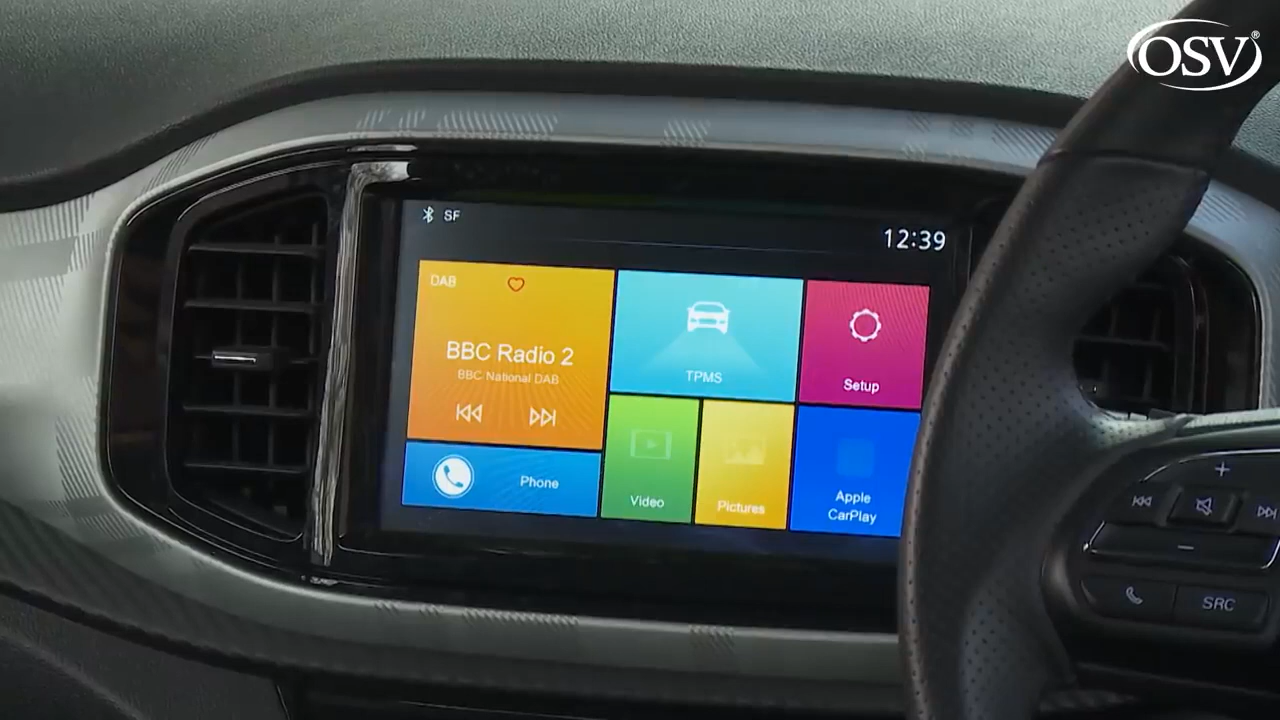 OSV®
SF
12:39
DAB
BBC Radio 2
BBC National DAB
TPMS
Setup
Phone
Video
Pictures
Apple
CarPlay
SRC